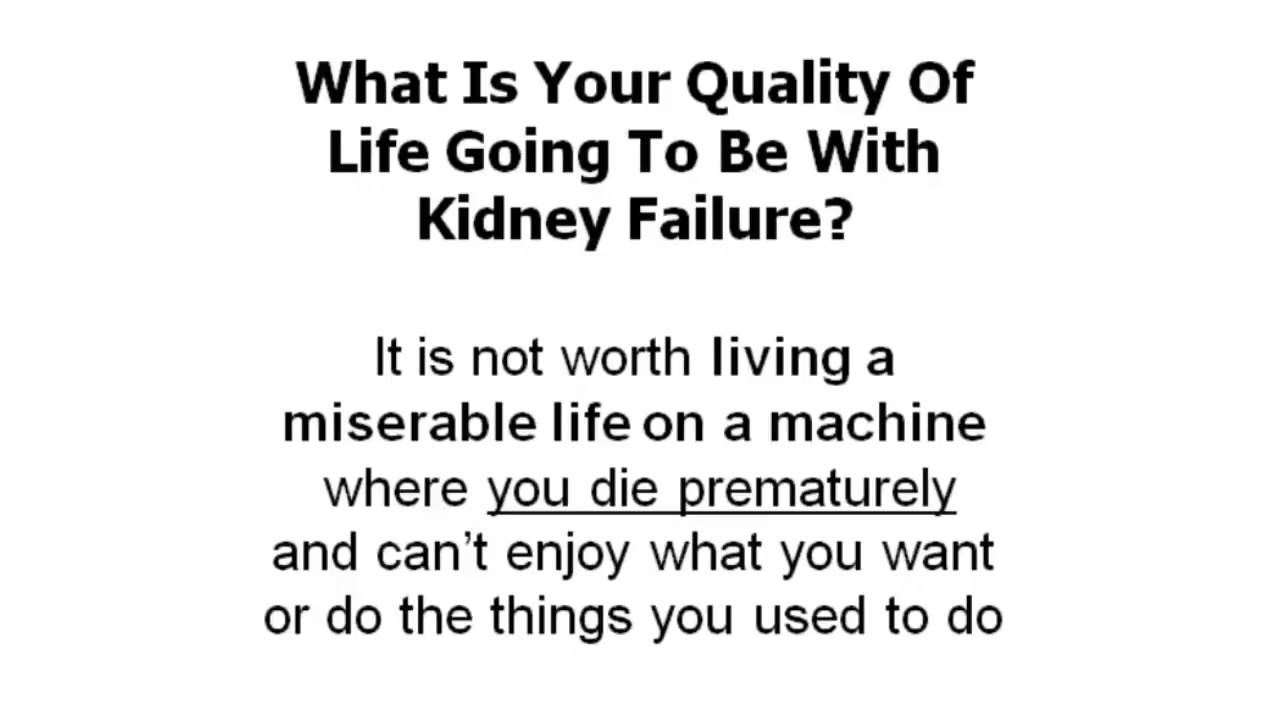 What Is Your Quality Of
Life Going To Be With
Kidney Failure?
It is not worth living a
miserable life on a machine
where you die prematurely
and can’t enjoy what you want
or do the things you used to do